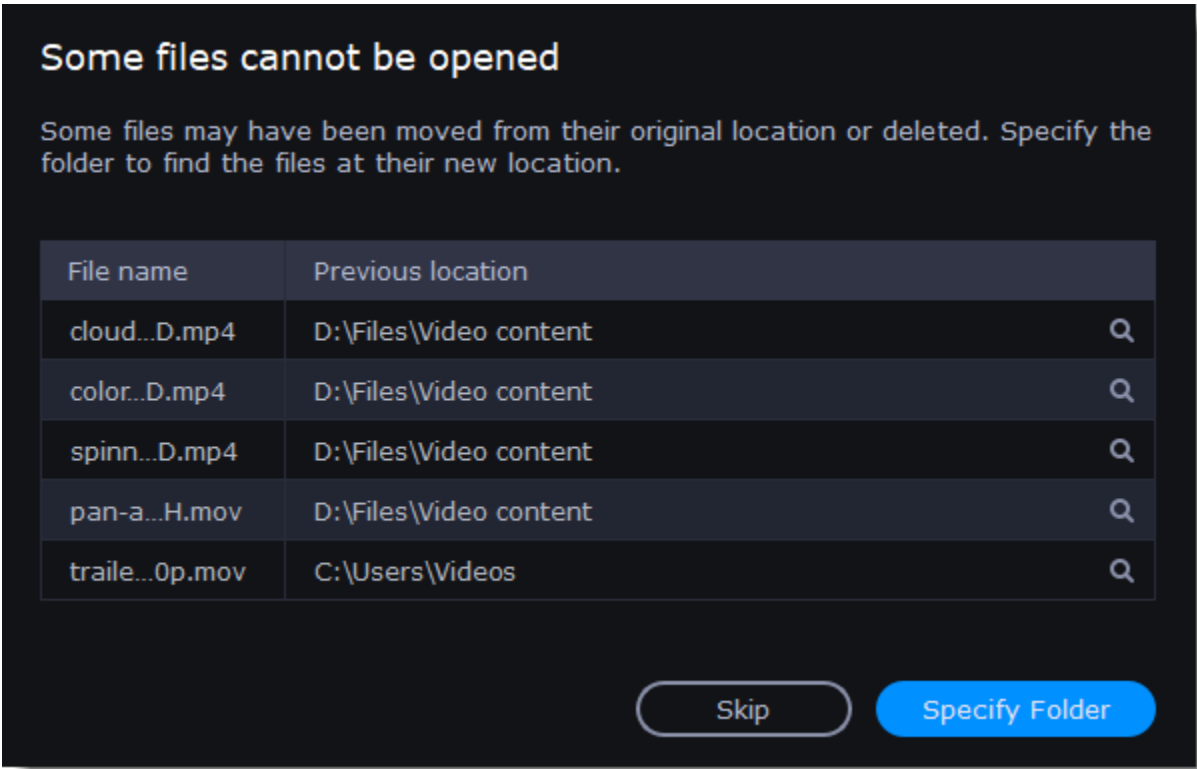 Some files cannot be opened
Some files may have been moved from their original location or deleted. Specify the
folder to find the files at their new location.
File name Previous location
cloud...D.mp4 D:\Files\Video content
color...D.mp4 D:\Files\Video content
spinn...D.mp4 D:\Files\Video content
pan-a...H.mov D:\Files\Video content
traile...0p.mov C:\Users\Videos
Skip Specify Folder